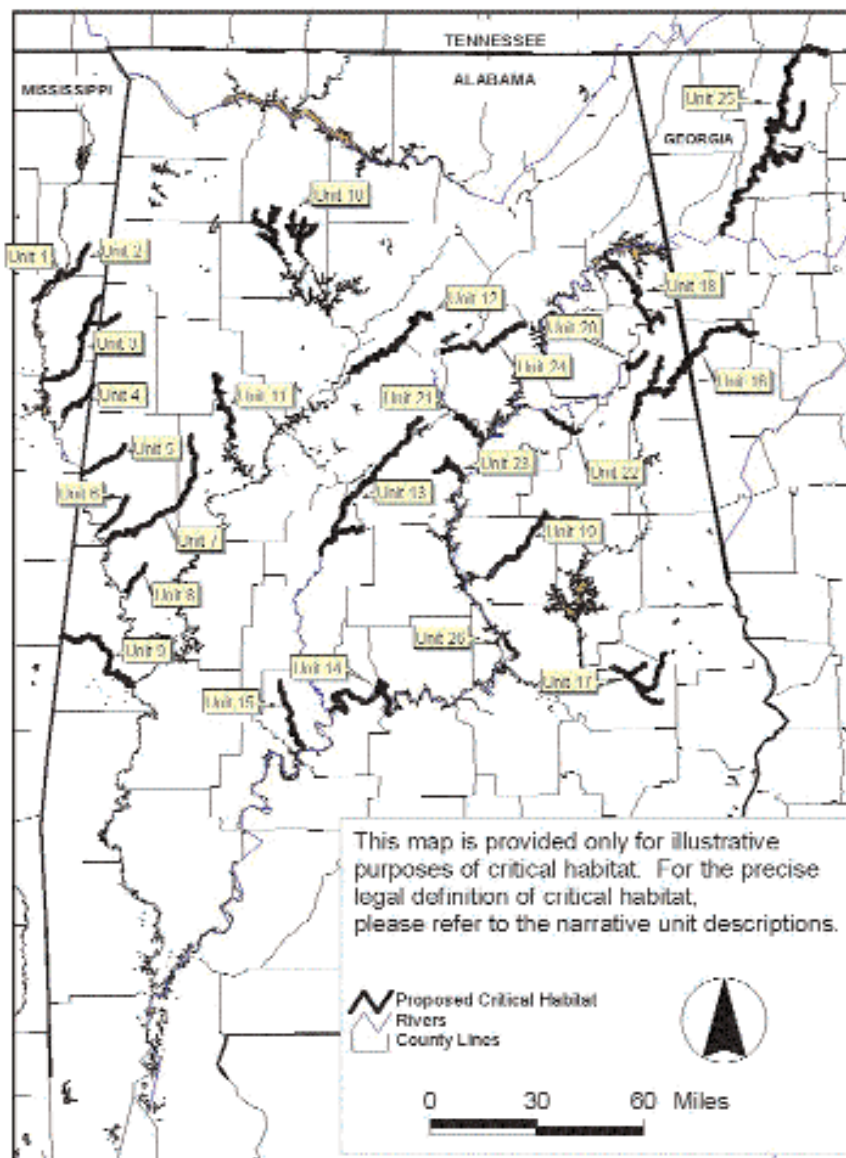 TENNESSEE
ALABAMA
MISSISSIPPI
Unit 25
GEORGIA
Unit 10
Unit 1
Unit 2
Unit 12
Unit 18
Unit 20
Unit 3
Unit 24
Unit 16
Unit 4
Unit 11
Unit 21
Unit 5
Unit 23
Unit 22
Unit 6
Unit 13
Unit 7
Unit 19
Unit 8
Unit 26
Unit 9
Unit 14
Unit 17
Unit 15
This map is provided only for illustrative
purposes of critical habitat. For the precise
legal definition of critical habitat,
please refer to the narrative unit descriptions.
Proposed Critical Habitat
Rivers
County Lines
0 30 60 Miles